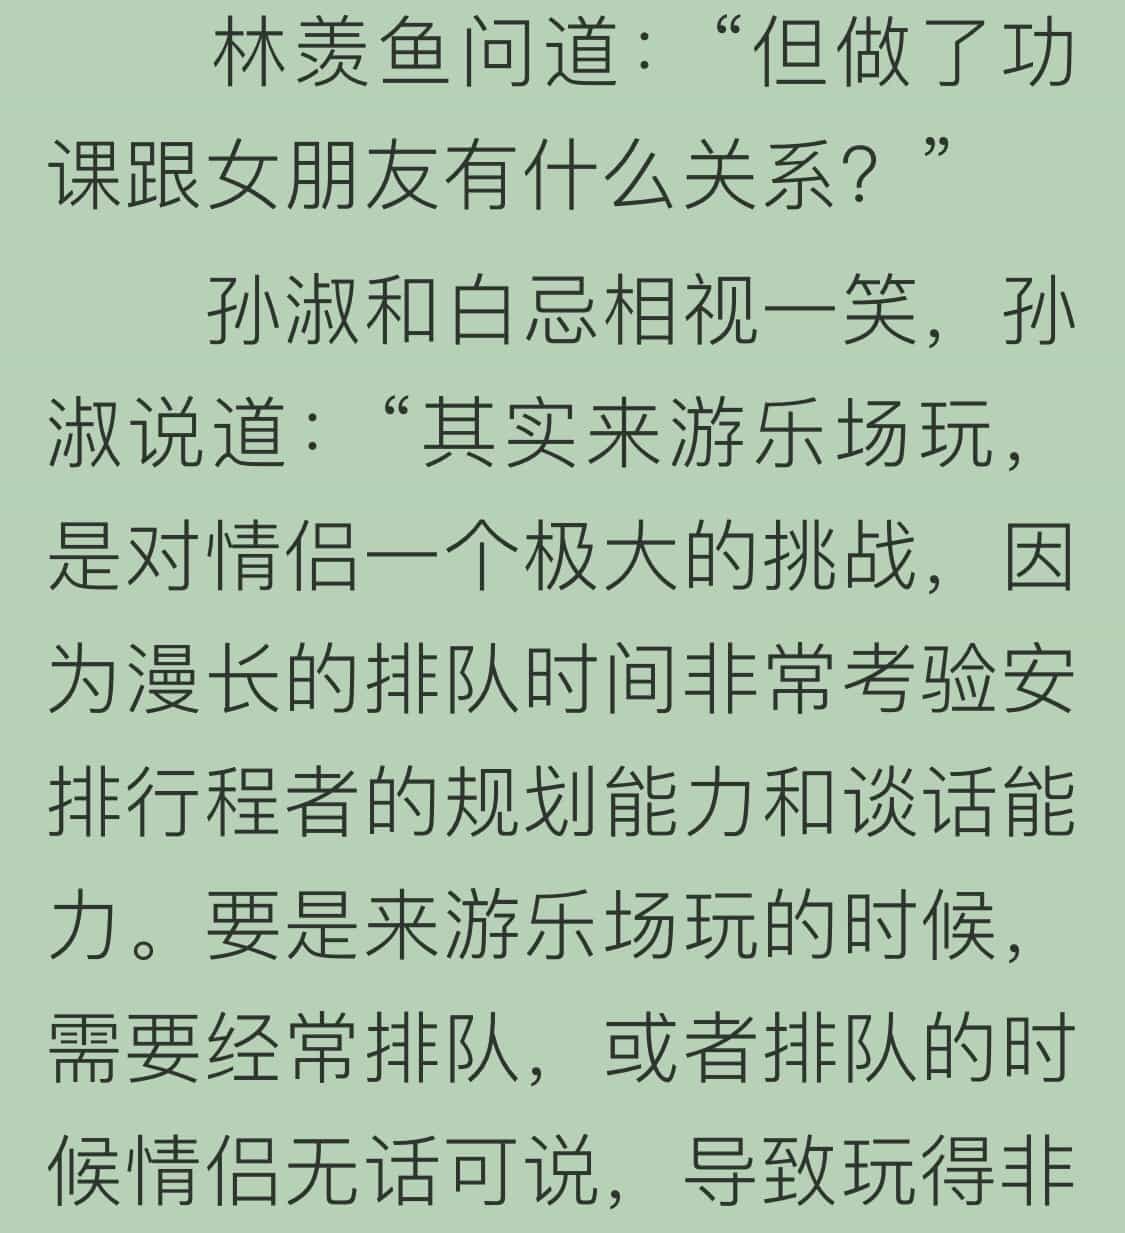 林羡鱼问道：“但做了功
课跟女朋友有什么关系？”
孙淑和白忌相视一笑，孙
淑说道：“其实来游乐场玩，
是对情侣一个极大的挑战，因
为漫长的排队时间非常考验安
排行程者的规划能力和谈话能
力。要是来游乐场玩的时候，
需要经常排队，或者排队的时
候情侣无话可说，导致玩得非